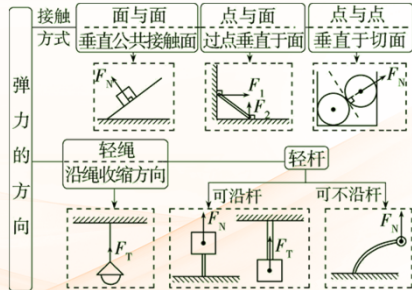 弹力的方向
接触方式
面与面
垂直公共接触面
点与面
过点垂直于面
点与点
垂直于切面
F_N
F_1
F_2
F_N
轻绳
沿绳收缩方向
轻杆
可沿杆
可不沿杆
F_T
F_N
F_T
F_N